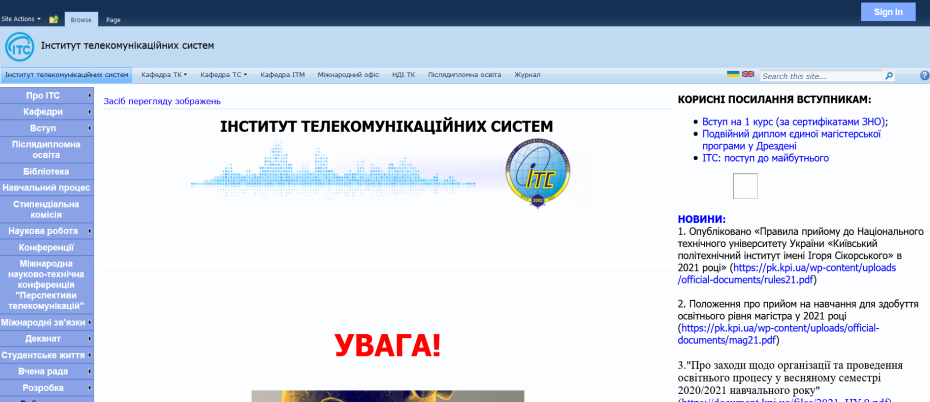 Sign In
Site Actions
Browse
Page
ІТС
Інститут телекомунікаційних систем
Інститут телекомунікаційних систем
Кафедра ТК
Кафедра ТС
Кафедра ІТМ
Міжнародний офіс
НДІ ТК
Післядипломна освіта
Журнал
Search this site...
Про ІТС
Кафедри
Вступ
Післядипломна
освіта
Бібліотека
Навчальний процес
Стипендіальна
комісія
Наукова робота
Конференції
Міжнародна
науково-технічна
конференція
"Перспективи
телекомунікацій"
Міжнародні зв'язки
Деканат
Студентське життя
Вчена рада
Розробка
Засіб перегляду зображень
ІНСТИТУТ ТЕЛЕКОМУНІКАЦІЙНИХ СИСТЕМ
ІТС
УВАГА!
КОРИСНІ ПОСИЛАННЯ ВСТУПНИКАМ:
Вступ на 1 курс (за сертифікатами ЗНО);
Подвійний диплом єдиної магістерської
програми у Дрездені
ІТС: поступ до майбутнього
НОВИНИ:
1. Опубліковано «Правила прийому до Національного
технічного університету України «Київський
політехнічний інститут імені Ігоря Сікорського» в
2021 році» (https://pk.kpi.ua/wp-content/uploads
/official-documents/rules21.pdf)
2. Положення про прийом на навчання для здобуття
освітнього рівня магістра у 2021 році
(https://pk.kpi.ua/wp-content/uploads/official-
documents/mag21.pdf)
3."Про заходи щодо організації та проведення
освітнього процесу у весняному семестрі
2020/2021 навчального року"